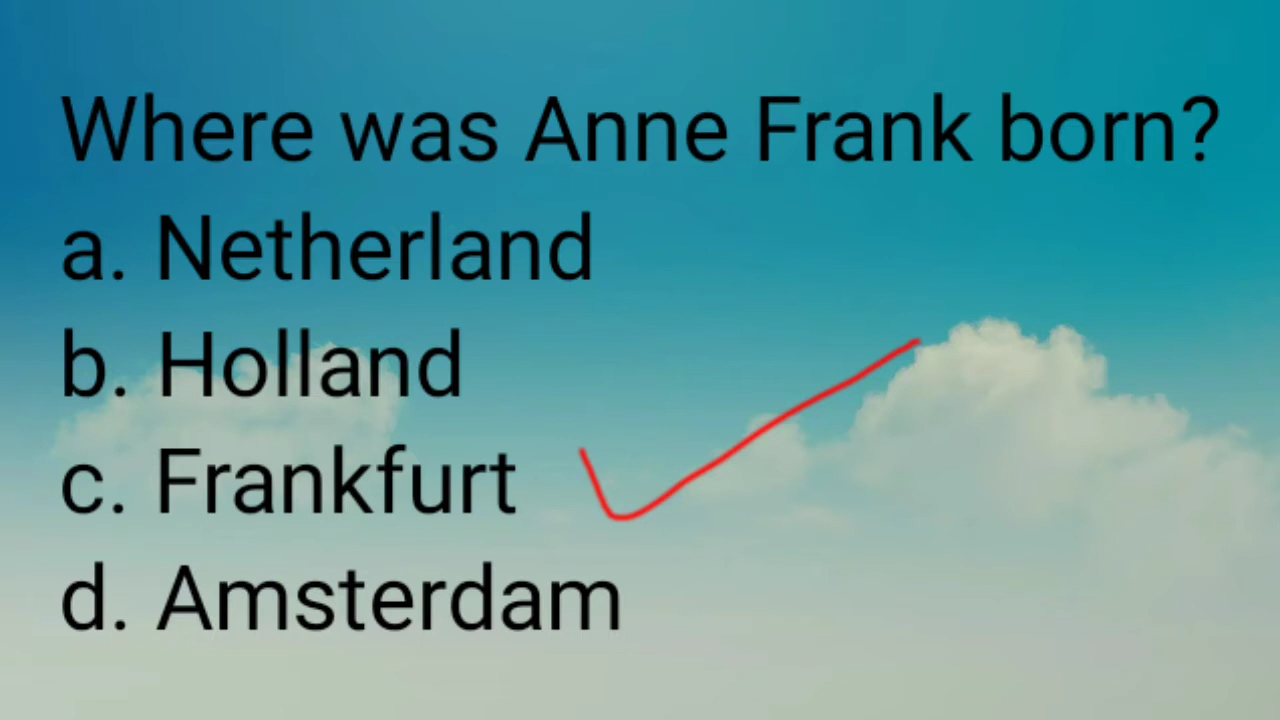 Where was Anne Frank born?
a. Netherland
b. Holland
c. Frankfurt
d. Amsterdam